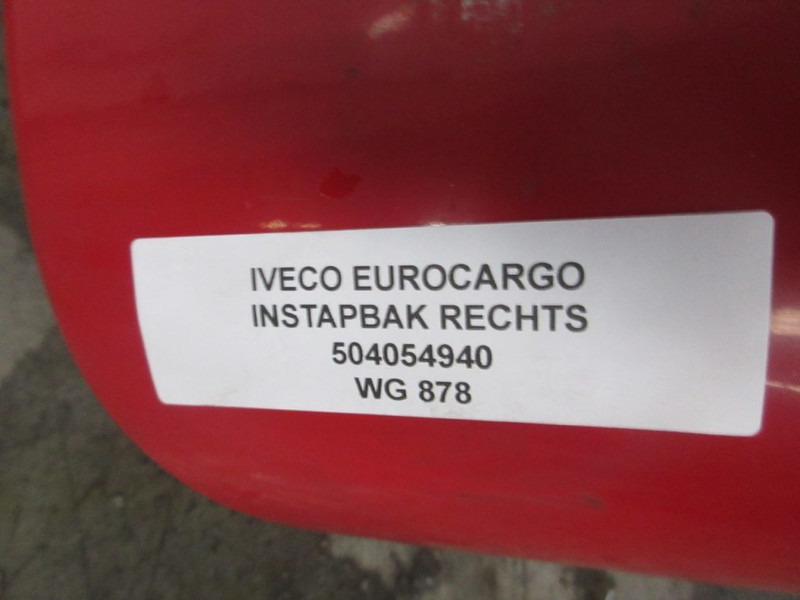 IVECO EUROCARGO
INSTAPBAK RECHTS
504054940
WG 878